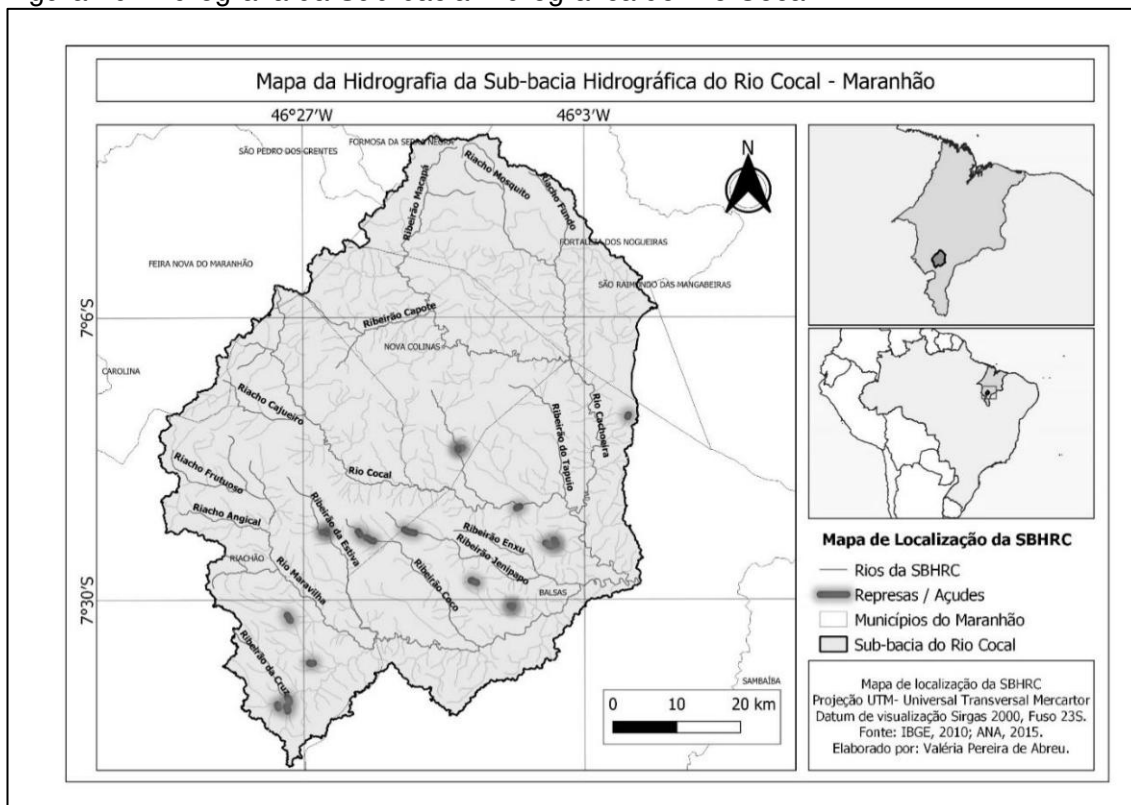 Mapa da Hidrografia da Sub-bacia Hidrográfica do Rio Cocal - Maranhão
46°27'W
46°3'W
N
FORMOSA DA SERRA NEGRA
SÃO PEDRO DOS CRENTES
Riacho Mosquito
Ribeirão Macapá
Riacho Fundo
FORTALEZA DOS NOGUEIRAS
FEIRA NOVA DO MARANHÃO
SÃO RAIMUNDO DAS MANGABEIRAS
7°6'S
Ribeirão Capote
NOVA COLINAS
CAROLINA
Riacho Cajueiro
Ribeirão do Tapuio
Rio Cachoeira
Rio Cocal
Riacho Frutuoso
Riacho Angical
Ribeirão da Estiva
Ribeirão Enxu
Ribeirão Jenipapo
RIACHÃO
Rio Maravilha
Ribeirão Coco
BALSAS
7°30'S
Ribeirão da Cruz
SAMBAÍBA
0 10 20 km
Mapa de Localização da SBHRC
Rios da SBHRC
Represas / Açudes
Municípios do Maranhão
Sub-bacia do Rio Cocal
Mapa de localização da SBHRC
Projeção UTM- Universal Transversal Mercartor
Datum de visualização Sirgas 2000, Fuso 23S.
Fonte: IBGE, 2010; ANA, 2015.
Elaborado por: Valéria Pereira de Abreu.